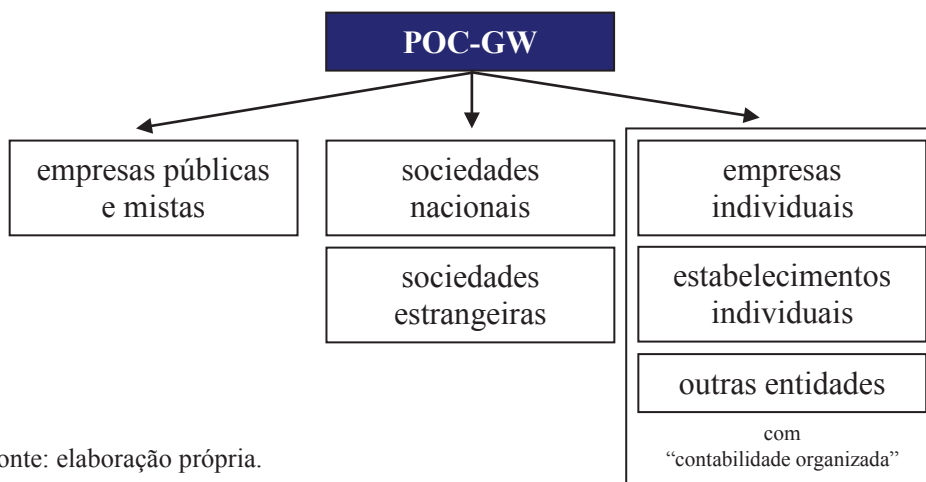 POC-GW
empresas públicas
e mistas
sociedades
nacionais
sociedades
estrangeiras
empresas
individuais
estabelecimentos
individuais
outras entidades
com
“contabilidade organizada”
onte: elaboração própria.